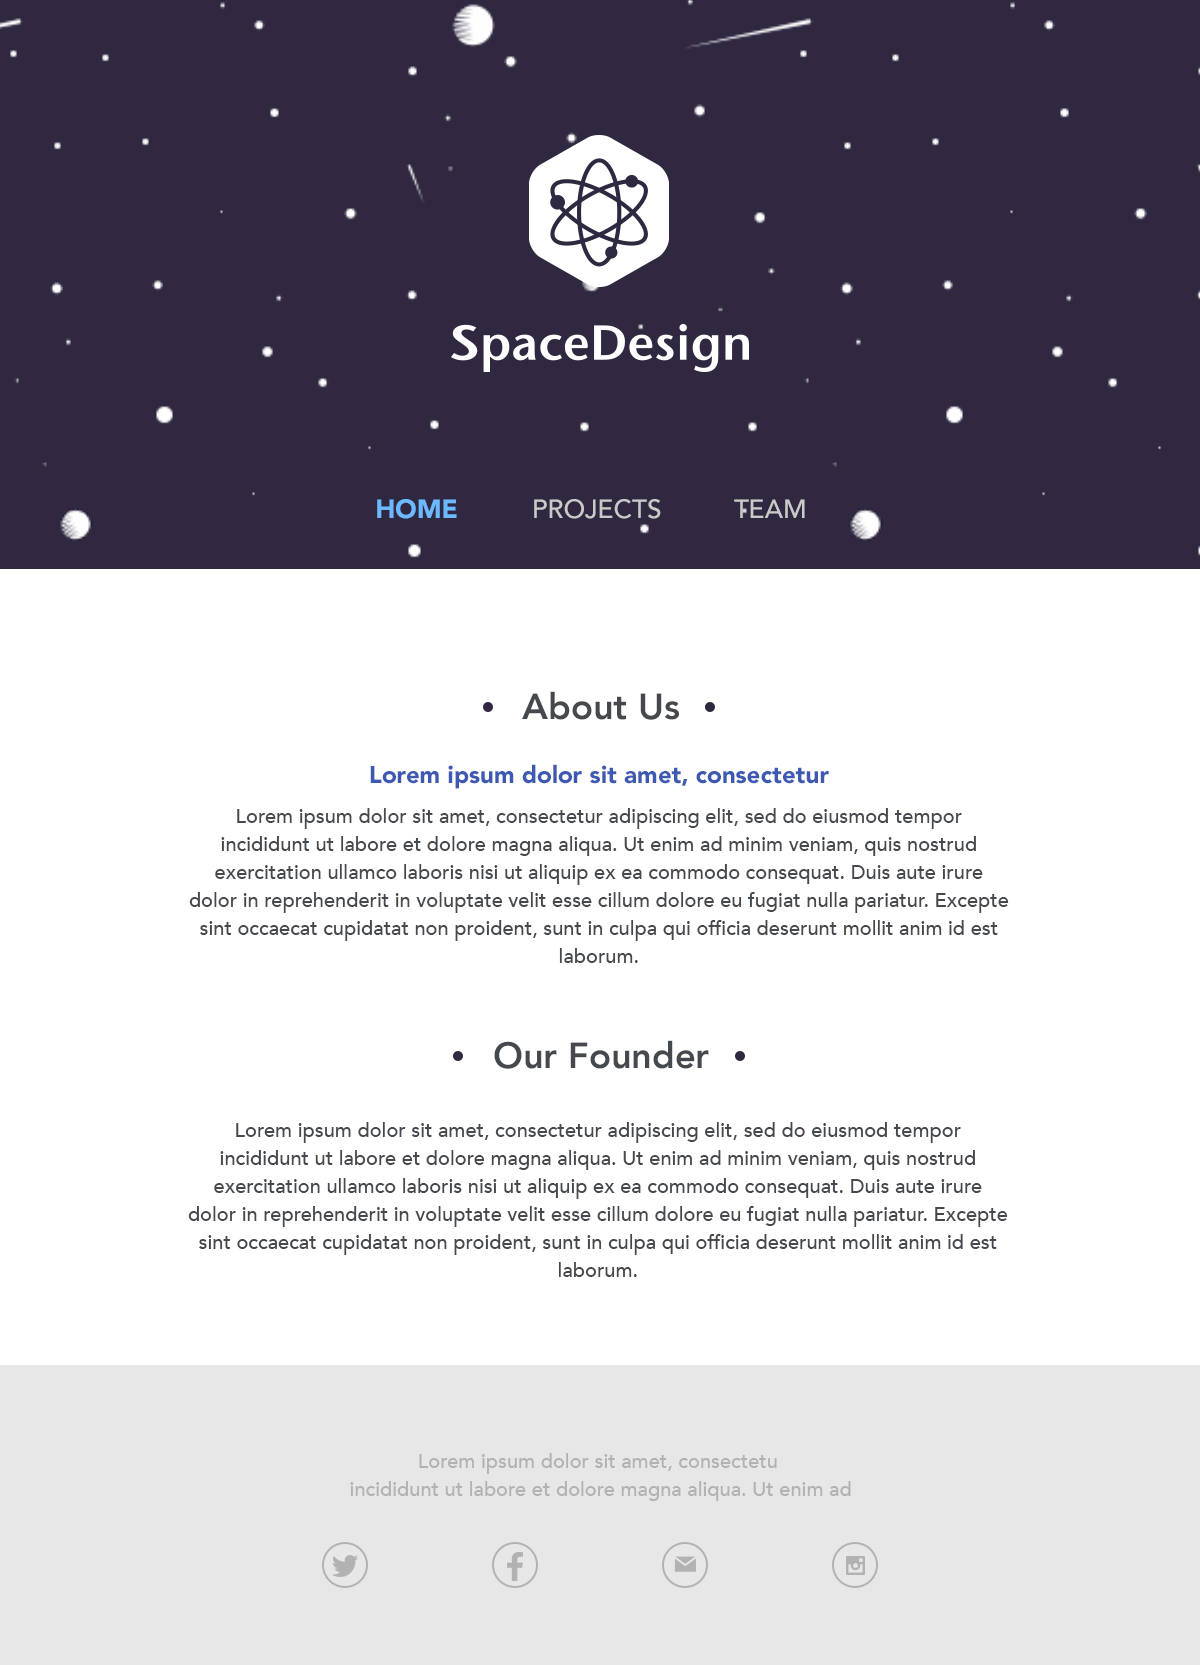 SpaceDesign
HOME PROJECTS TEAM
• About Us •
Lorem ipsum dolor sit amet, consectetur
Lorem ipsum dolor sit amet, consectetur adipiscing elit, sed do eiusmod tempor
incididunt ut labore et dolore magna aliqua. Ut enim ad minim veniam, quis nostrud
exercitation ullamco laboris nisi ut aliquip ex ea commodo consequat. Duis aute irure
dolor in reprehenderit in voluptate velit esse cillum dolore eu fugiat nulla pariatur. Excepte
sint occaecat cupidatat non proident, sunt in culpa qui officia deserunt mollit anim id est
laborum.
• Our Founder •
Lorem ipsum dolor sit amet, consectetur adipiscing elit, sed do eiusmod tempor
incididunt ut labore et dolore magna aliqua. Ut enim ad minim veniam, quis nostrud
exercitation ullamco laboris nisi ut aliquip ex ea commodo consequat. Duis aute irure
dolor in reprehenderit in voluptate velit esse cillum dolore eu fugiat nulla pariatur. Excepte
sint occaecat cupidatat non proident, sunt in culpa qui officia deserunt mollit anim id est
laborum.
Lorem ipsum dolor sit amet, consectetu
incididunt ut labore et dolore magna aliqua. Ut enim ad